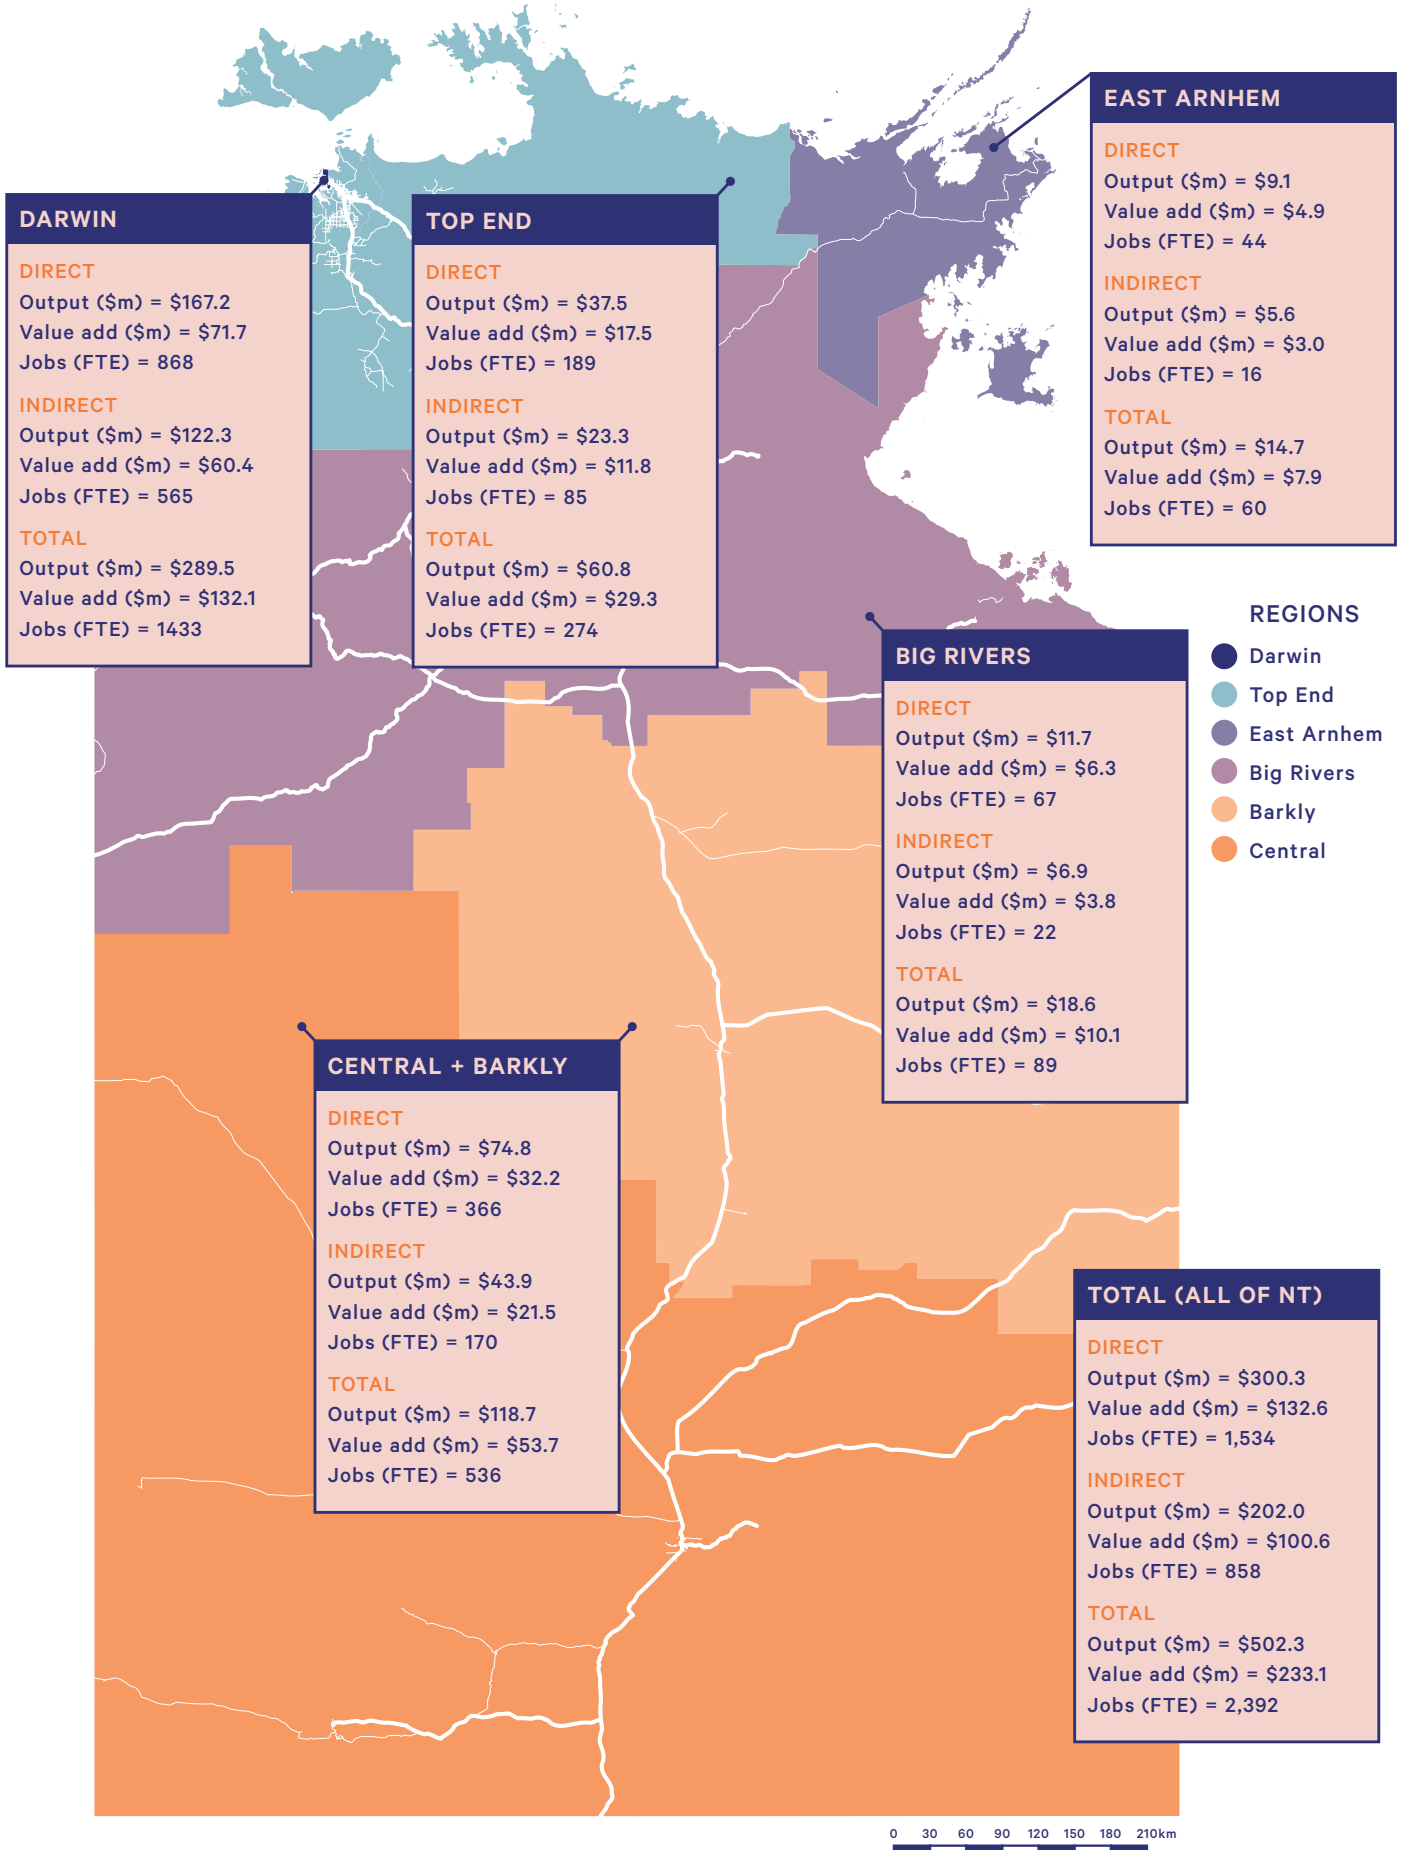 EAST ARNHEM
DIRECT
Output ($m) = $9.1
Value add ($m) = $4.9
Jobs (FTE) = 44
INDIRECT
Output ($m) = $5.6
Value add ($m) = $3.0
Jobs (FTE) = 16
TOTAL
Output ($m) = $14.7
Value add ($m) = $7.9
Jobs (FTE) = 60
DARWIN
DIRECT
Output ($m) = $167.2
Value add ($m) = $71.7
Jobs (FTE) = 868
INDIRECT
Output ($m) = $122.3
Value add ($m) = $60.4
Jobs (FTE) = 565
TOTAL
Output ($m) = $289.5
Value add ($m) = $132.1
Jobs (FTE) = 1433
TOP END
DIRECT
Output ($m) = $37.5
Value add ($m) = $17.5
Jobs (FTE) = 189
INDIRECT
Output ($m) = $23.3
Value add ($m) = $11.8
Jobs (FTE) = 85
TOTAL
Output ($m) = $60.8
Value add ($m) = $29.3
Jobs (FTE) = 274
REGIONS
Darwin
Top End
East Arnhem
Big Rivers
Barkly
Central
BIG RIVERS
DIRECT
Output ($m) = $11.7
Value add ($m) = $6.3
Jobs (FTE) = 67
INDIRECT
Output ($m) = $6.9
Value add ($m) = $3.8
Jobs (FTE) = 22
TOTAL
Output ($m) = $18.6
Value add ($m) = $10.1
Jobs (FTE) = 89
CENTRAL + BARKLY
DIRECT
Output ($m) = $74.8
Value add ($m) = $32.2
Jobs (FTE) = 366
INDIRECT
Output ($m) = $43.9
Value add ($m) = $21.5
Jobs (FTE) = 170
TOTAL
Output ($m) = $118.7
Value add ($m) = $53.7
Jobs (FTE) = 536
TOTAL (ALL OF NT)
DIRECT
Output ($m) = $300.3
Value add ($m) = $132.6
Jobs (FTE) = 1,534
INDIRECT
Output ($m) = $202.0
Value add ($m) = $100.6
Jobs (FTE) = 858
TOTAL
Output ($m) = $502.3
Value add ($m) = $233.1
Jobs (FTE) = 2,392
0 30 60 90 120 150 180 210km